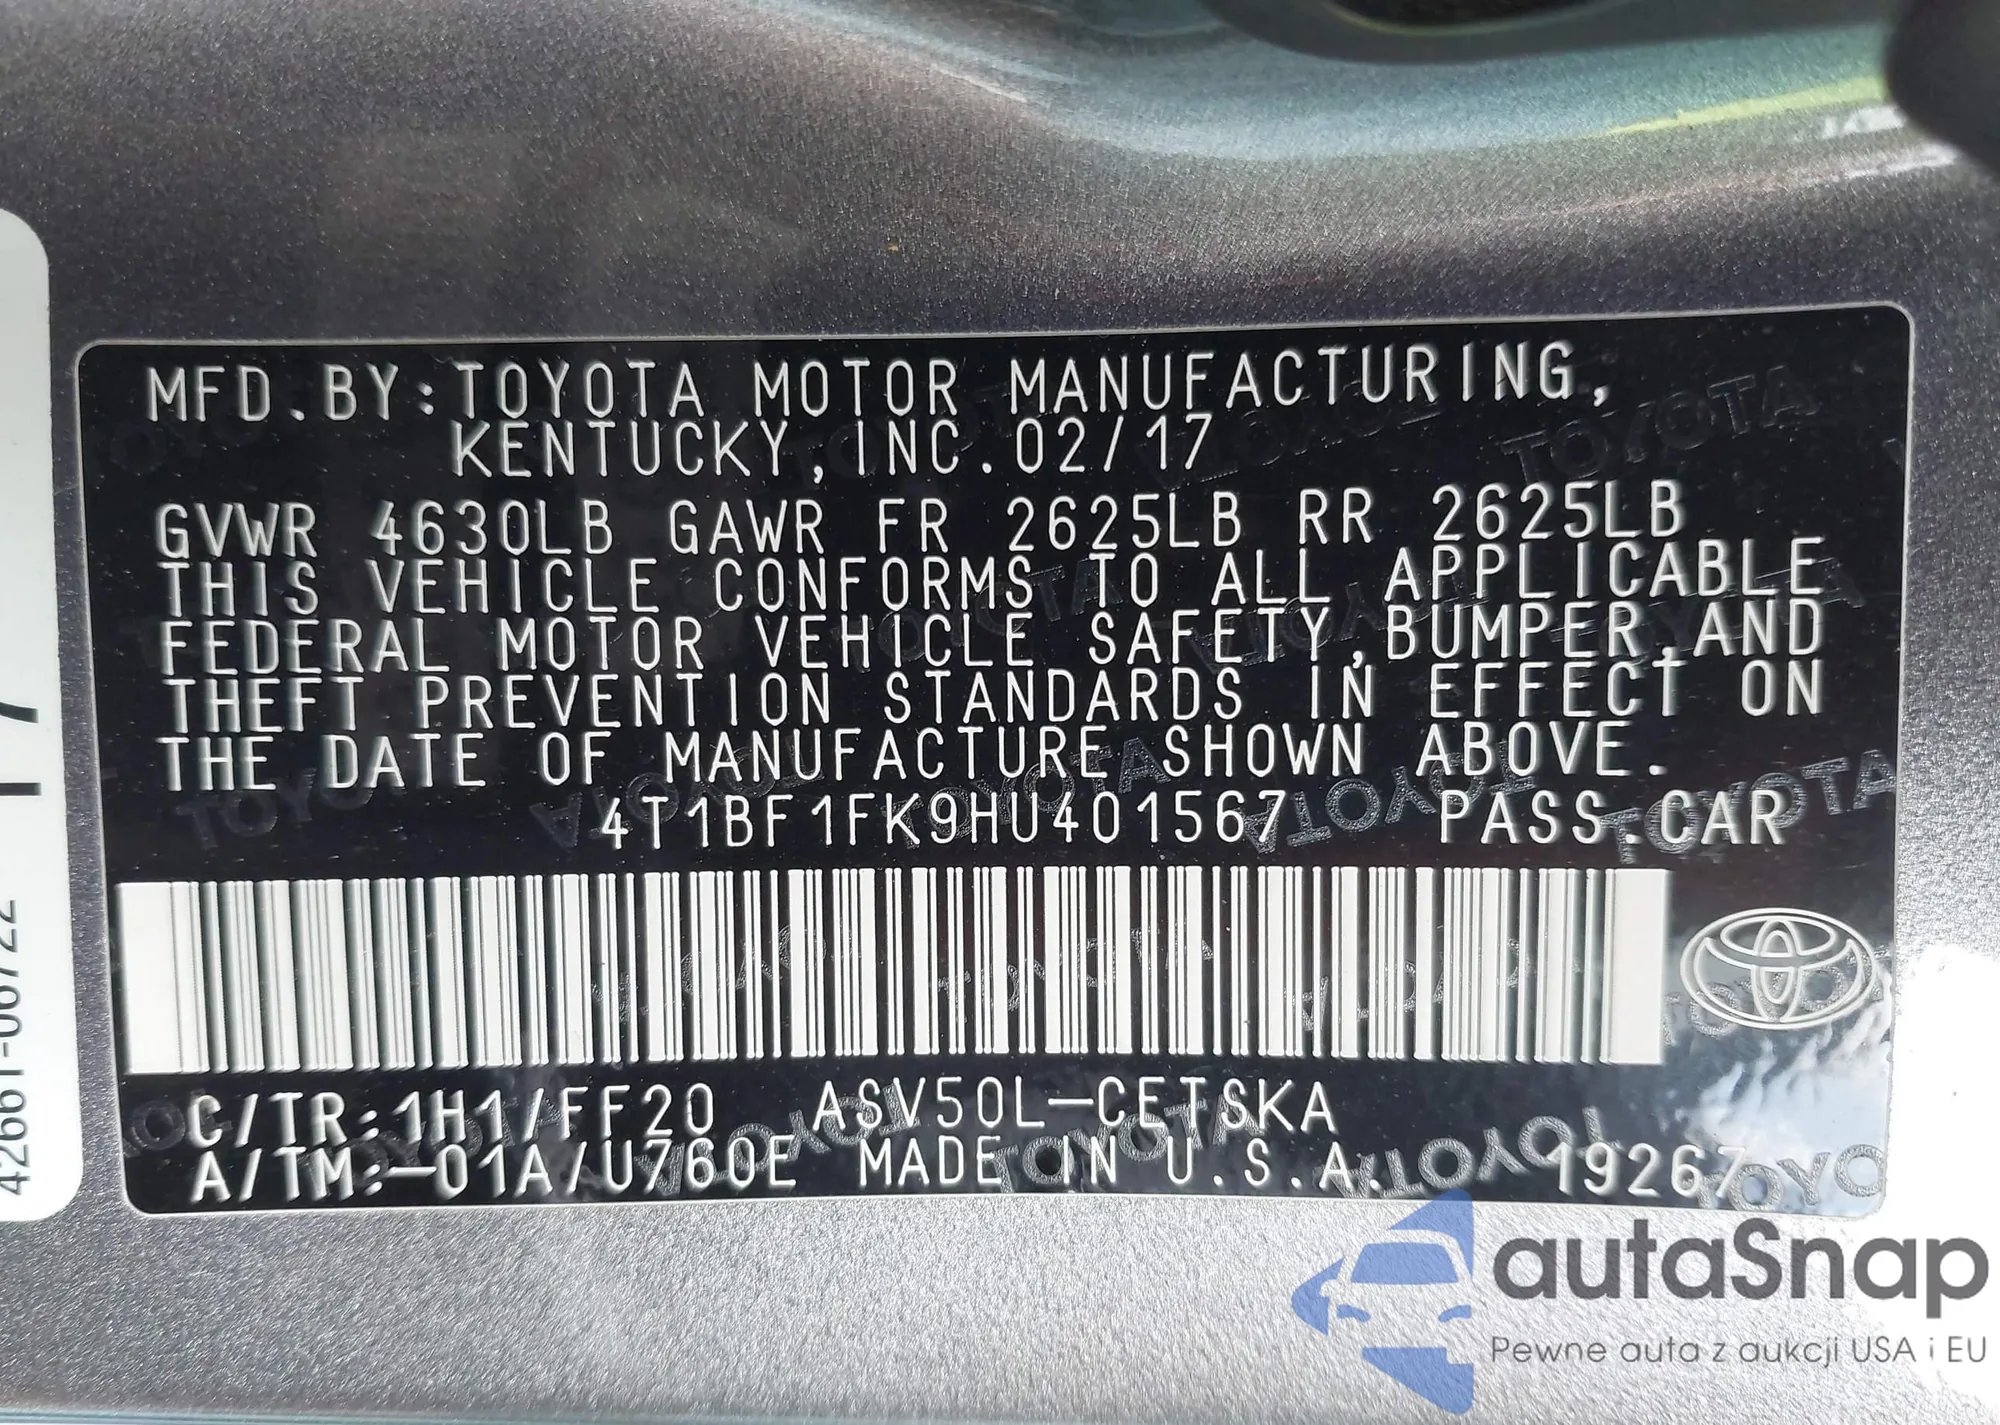 MFD.BY:TOYOTA MOTOR MANUFACTURING,
KENTUCKY,INC.02/17
GVWR 4630LB GAWR FR 2625LB RR 2625LB
THIS VEHICLE CONFORMS TO ALL APPLICABLE
FEDERAL MOTOR VEHICLE SAFETY,BUMPER,AND
THEFT PREVENTION STANDARDS IN EFFECT ON
THE DATE OF MANUFACTURE SHOWN ABOVE.
4T1BF1FK9HU401567 PASS.CAR
C/TR:1H1/FF20 ASV50L-CETSKA
A/TM:-01A/U760E MADE IN U.S.A. 19267
42661-06722
autaSnap
Pewne auta z aukcji USA i EU